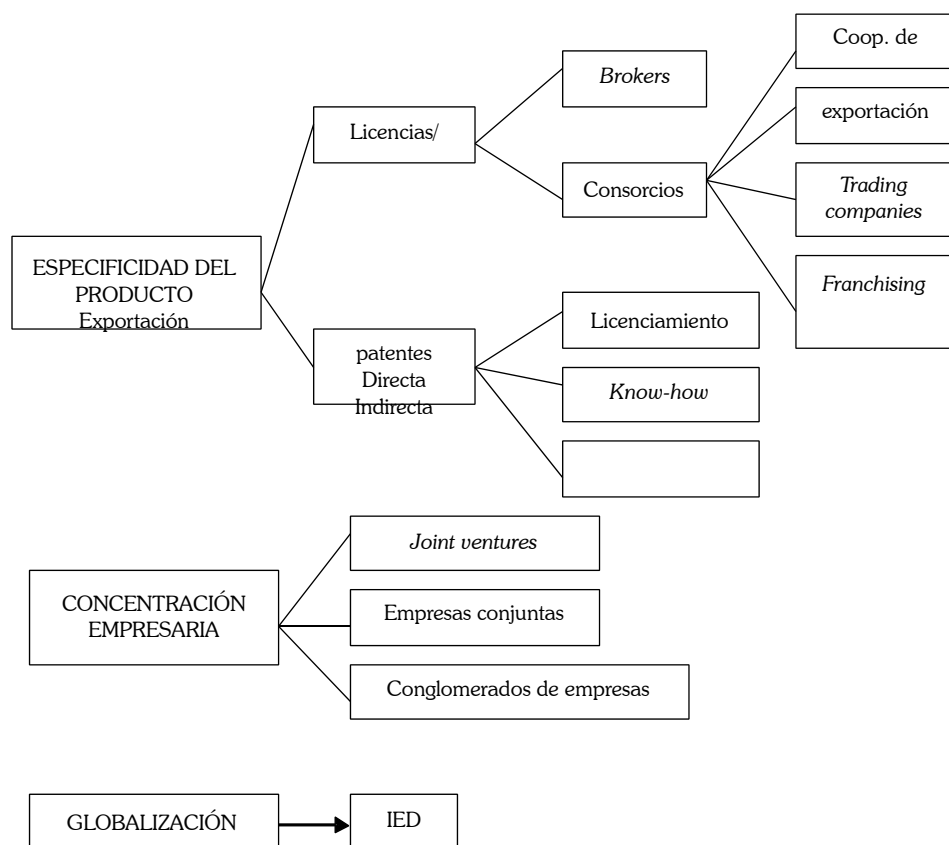 Coop. de
Brokers
exportación
Licencias/
Consorcios
Trading
companies
ESPECIFICIDAD DEL
PRODUCTO
Exportación
Franchising
Licenciamiento
patentes
Directa
Indirecta
Know-how
Joint ventures
CONCENTRACIÓN
EMPRESARIA
Empresas conjuntas
Conglomerados de empresas
GLOBALIZACIÓN
IED